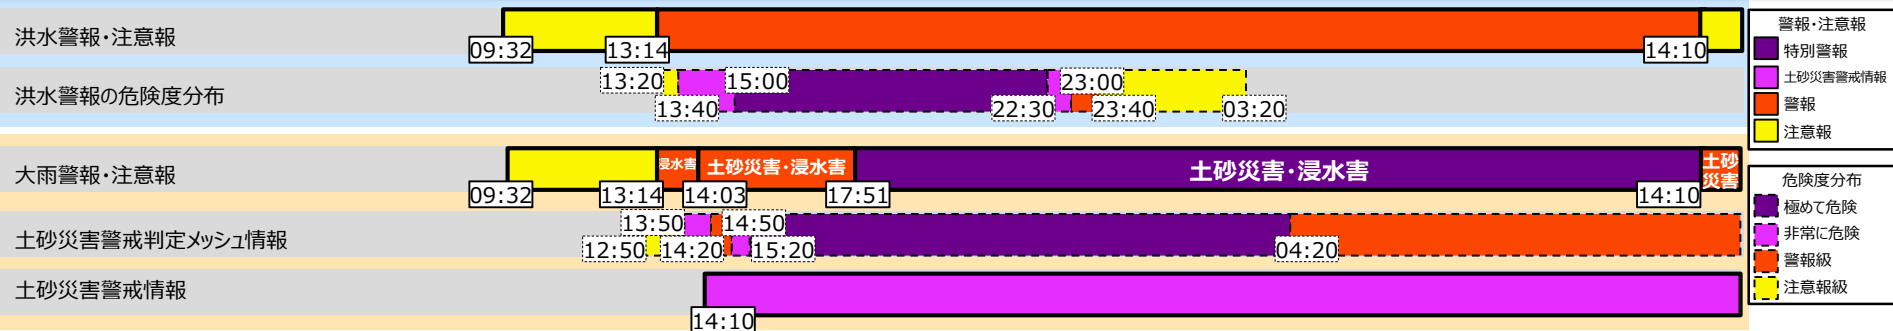 洪水警報・注意報
09:32
13:14
14:10
洪水警報の危険度分布
13:20
15:00
23:00
13:40
22:30
23:40
03:20
大雨警報・注意報
浸水害
土砂災害・浸水害
土砂災害・浸水害
土砂
災害
09:32
13:14
14:03
17:51
14:10
土砂災害警戒判定メッシュ情報
13:50
14:50
12:50
14:20
15:20
04:20
土砂災害警戒情報
14:10
警報・注意報
特別警報
土砂災害警戒情報
警報
注意報
危険度分布
極めて危険
非常に危険
警報級
注意報級